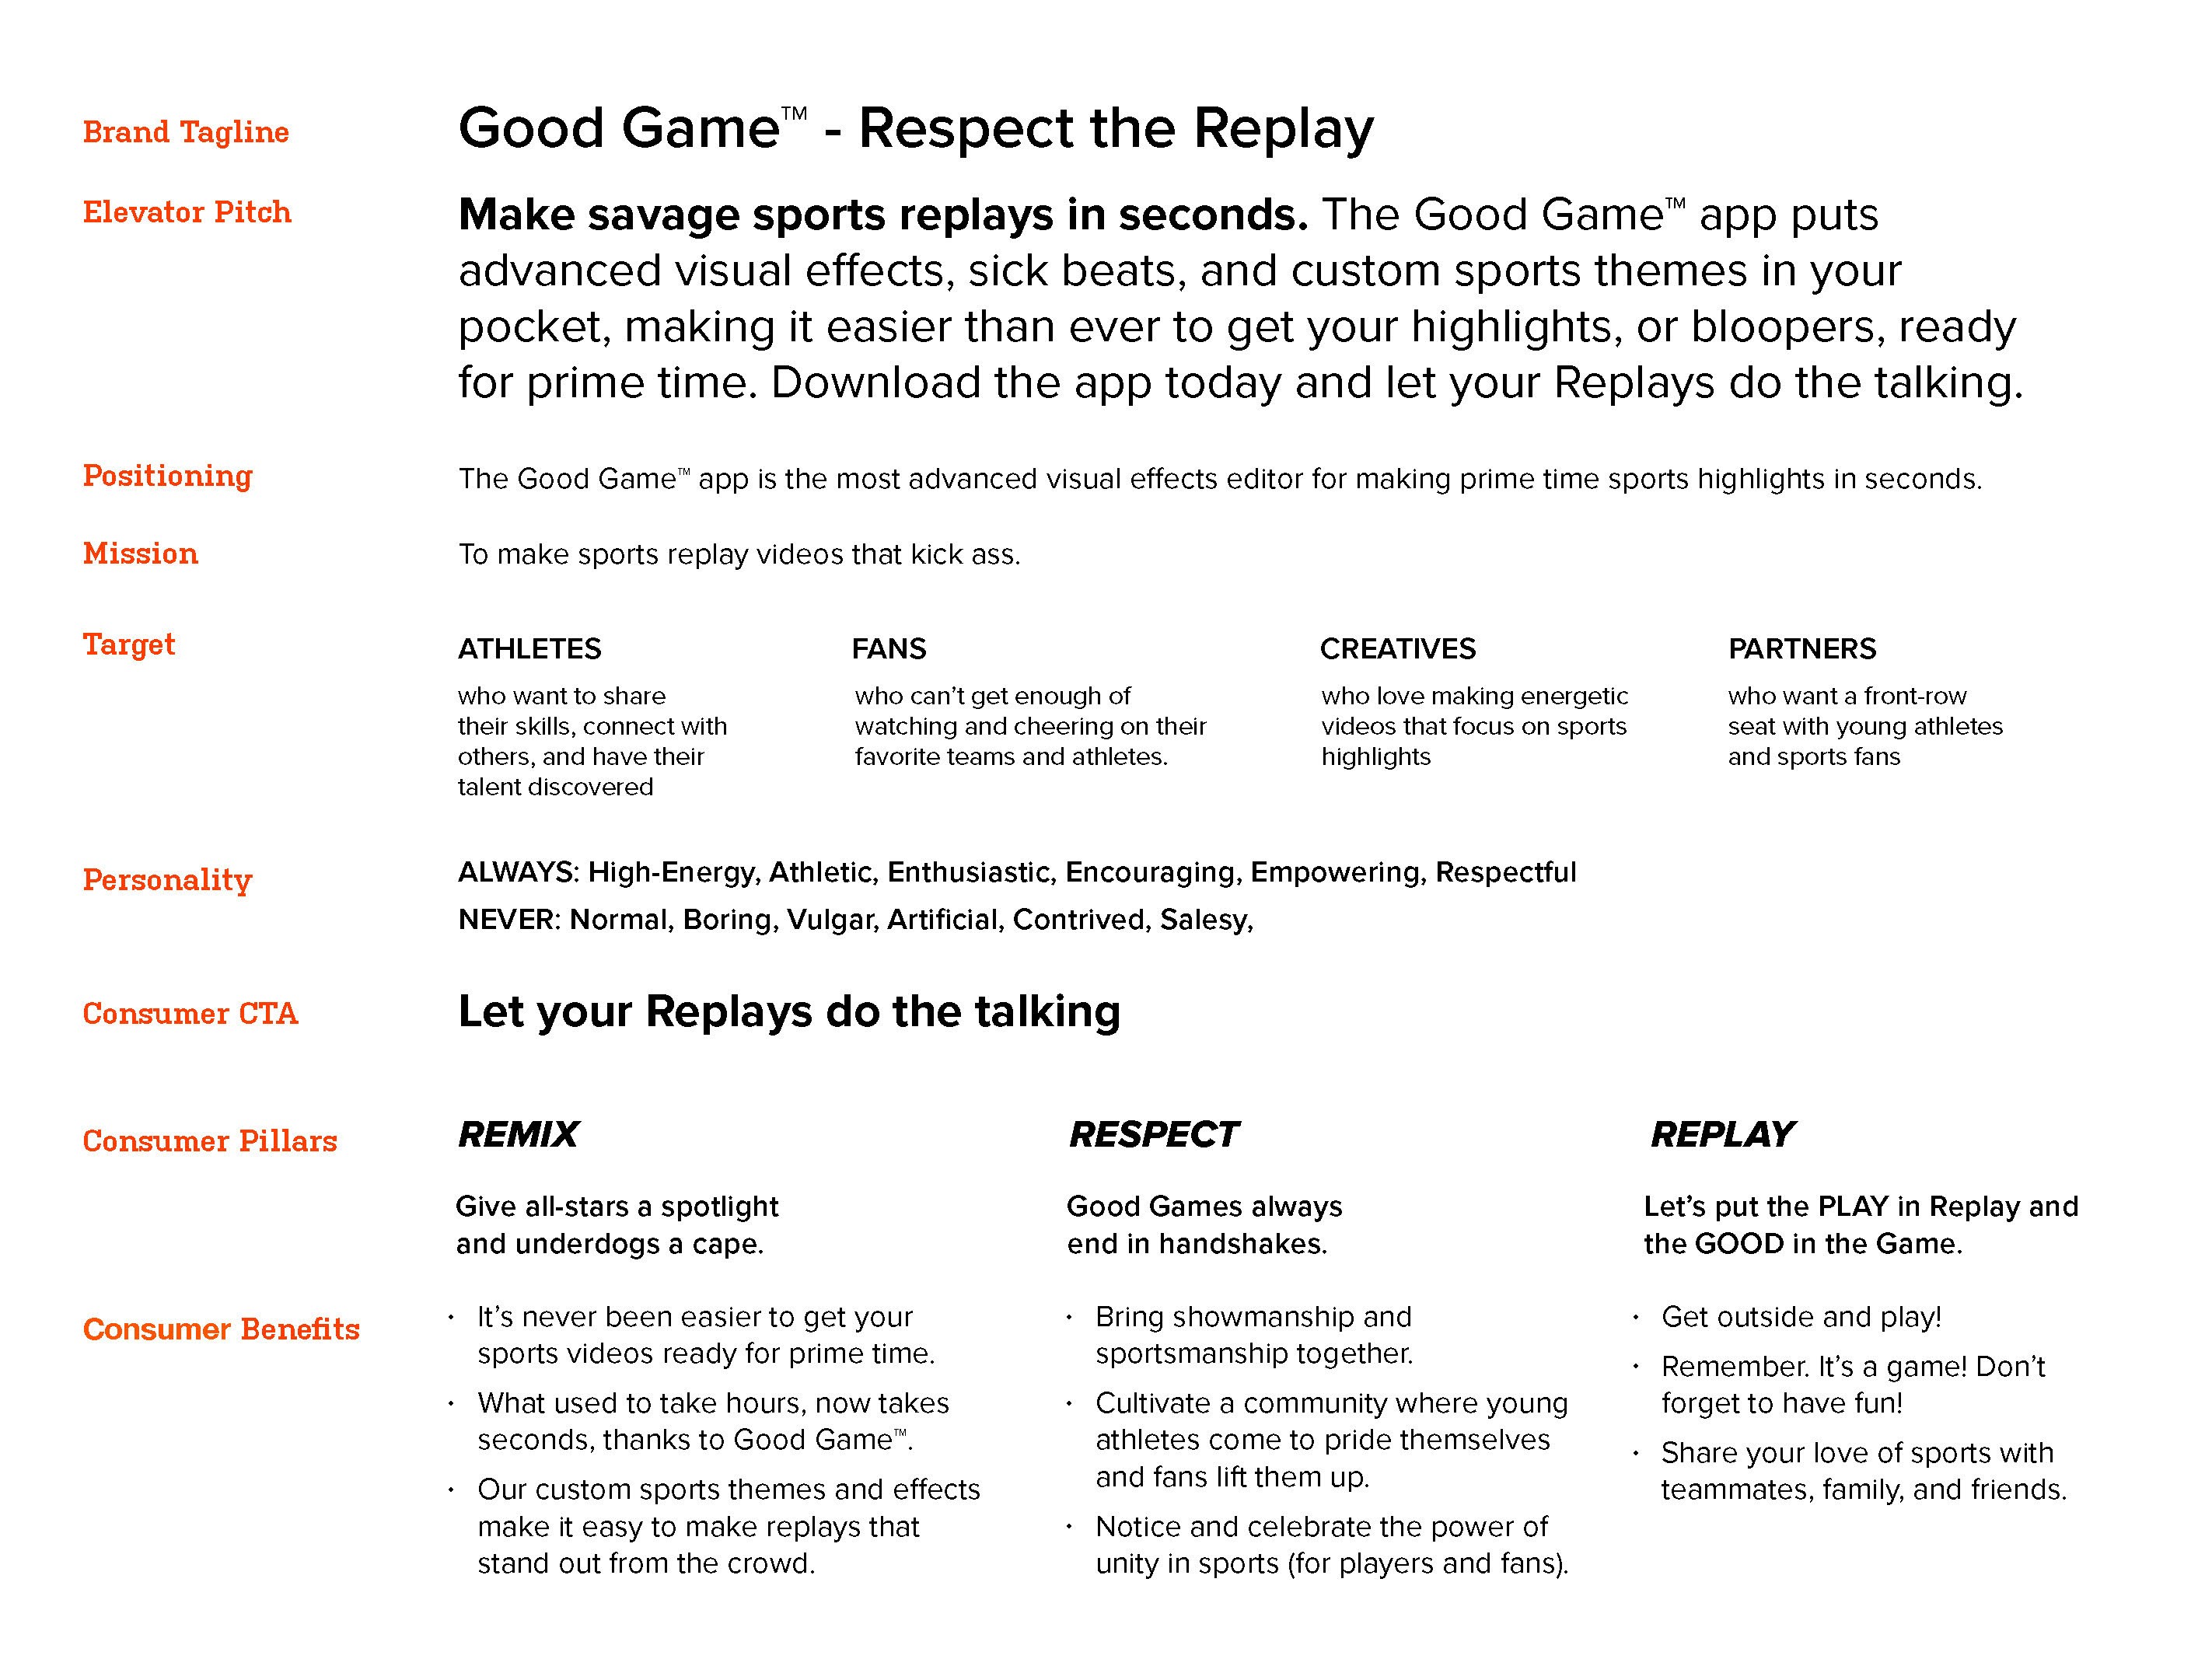 Brand Tagline
Good Game™ - Respect the Replay
Elevator Pitch
Make savage sports replays in seconds. The Good Game™ app puts
advanced visual effects, sick beats, and custom sports themes in your
pocket, making it easier than ever to get your highlights, or bloopers, ready
for prime time. Download the app today and let your Replays do the talking.
Positioning
The Good Game™ app is the most advanced visual effects editor for making prime time sports highlights in seconds.
Mission
To make sports replay videos that kick ass.
Target
ATHLETES
who want to share
their skills, connect with
others, and have their
talent discovered
FANS
who can't get enough of
watching and cheering on their
favorite teams and athletes.
CREATIVES
who love making energetic
videos that focus on sports
highlights
PARTNERS
who want a front-row
seat with young athletes
and sports fans
Personality
ALWAYS: High-Energy, Athletic, Enthusiastic, Encouraging, Empowering, Respectful
NEVER: Normal, Boring, Vulgar, Artificial, Contrived, Salesy,
Consumer CTA
Let your Replays do the talking
Consumer Pillars
REMIX
Give all-stars a spotlight
and underdogs a cape.
RESPECT
Good Games always
end in handshakes.
REPLAY
Let's put the PLAY in Replay and
the GOOD in the Game.
Consumer Benefits
• It's never been easier to get your
sports videos ready for prime time.
• What used to take hours, now takes
seconds, thanks to Good Game™.
• Our custom sports themes and effects
make it easy to make replays that
stand out from the crowd.
• Bring showmanship and
sportsmanship together.
• Cultivate a community where young
athletes come to pride themselves
and fans lift them up.
• Notice and celebrate the power of
unity in sports (for players and fans).
• Get outside and play!
• Remember. It's a game! Don't
forget to have fun!
• Share your love of sports with
teammates, family, and friends.